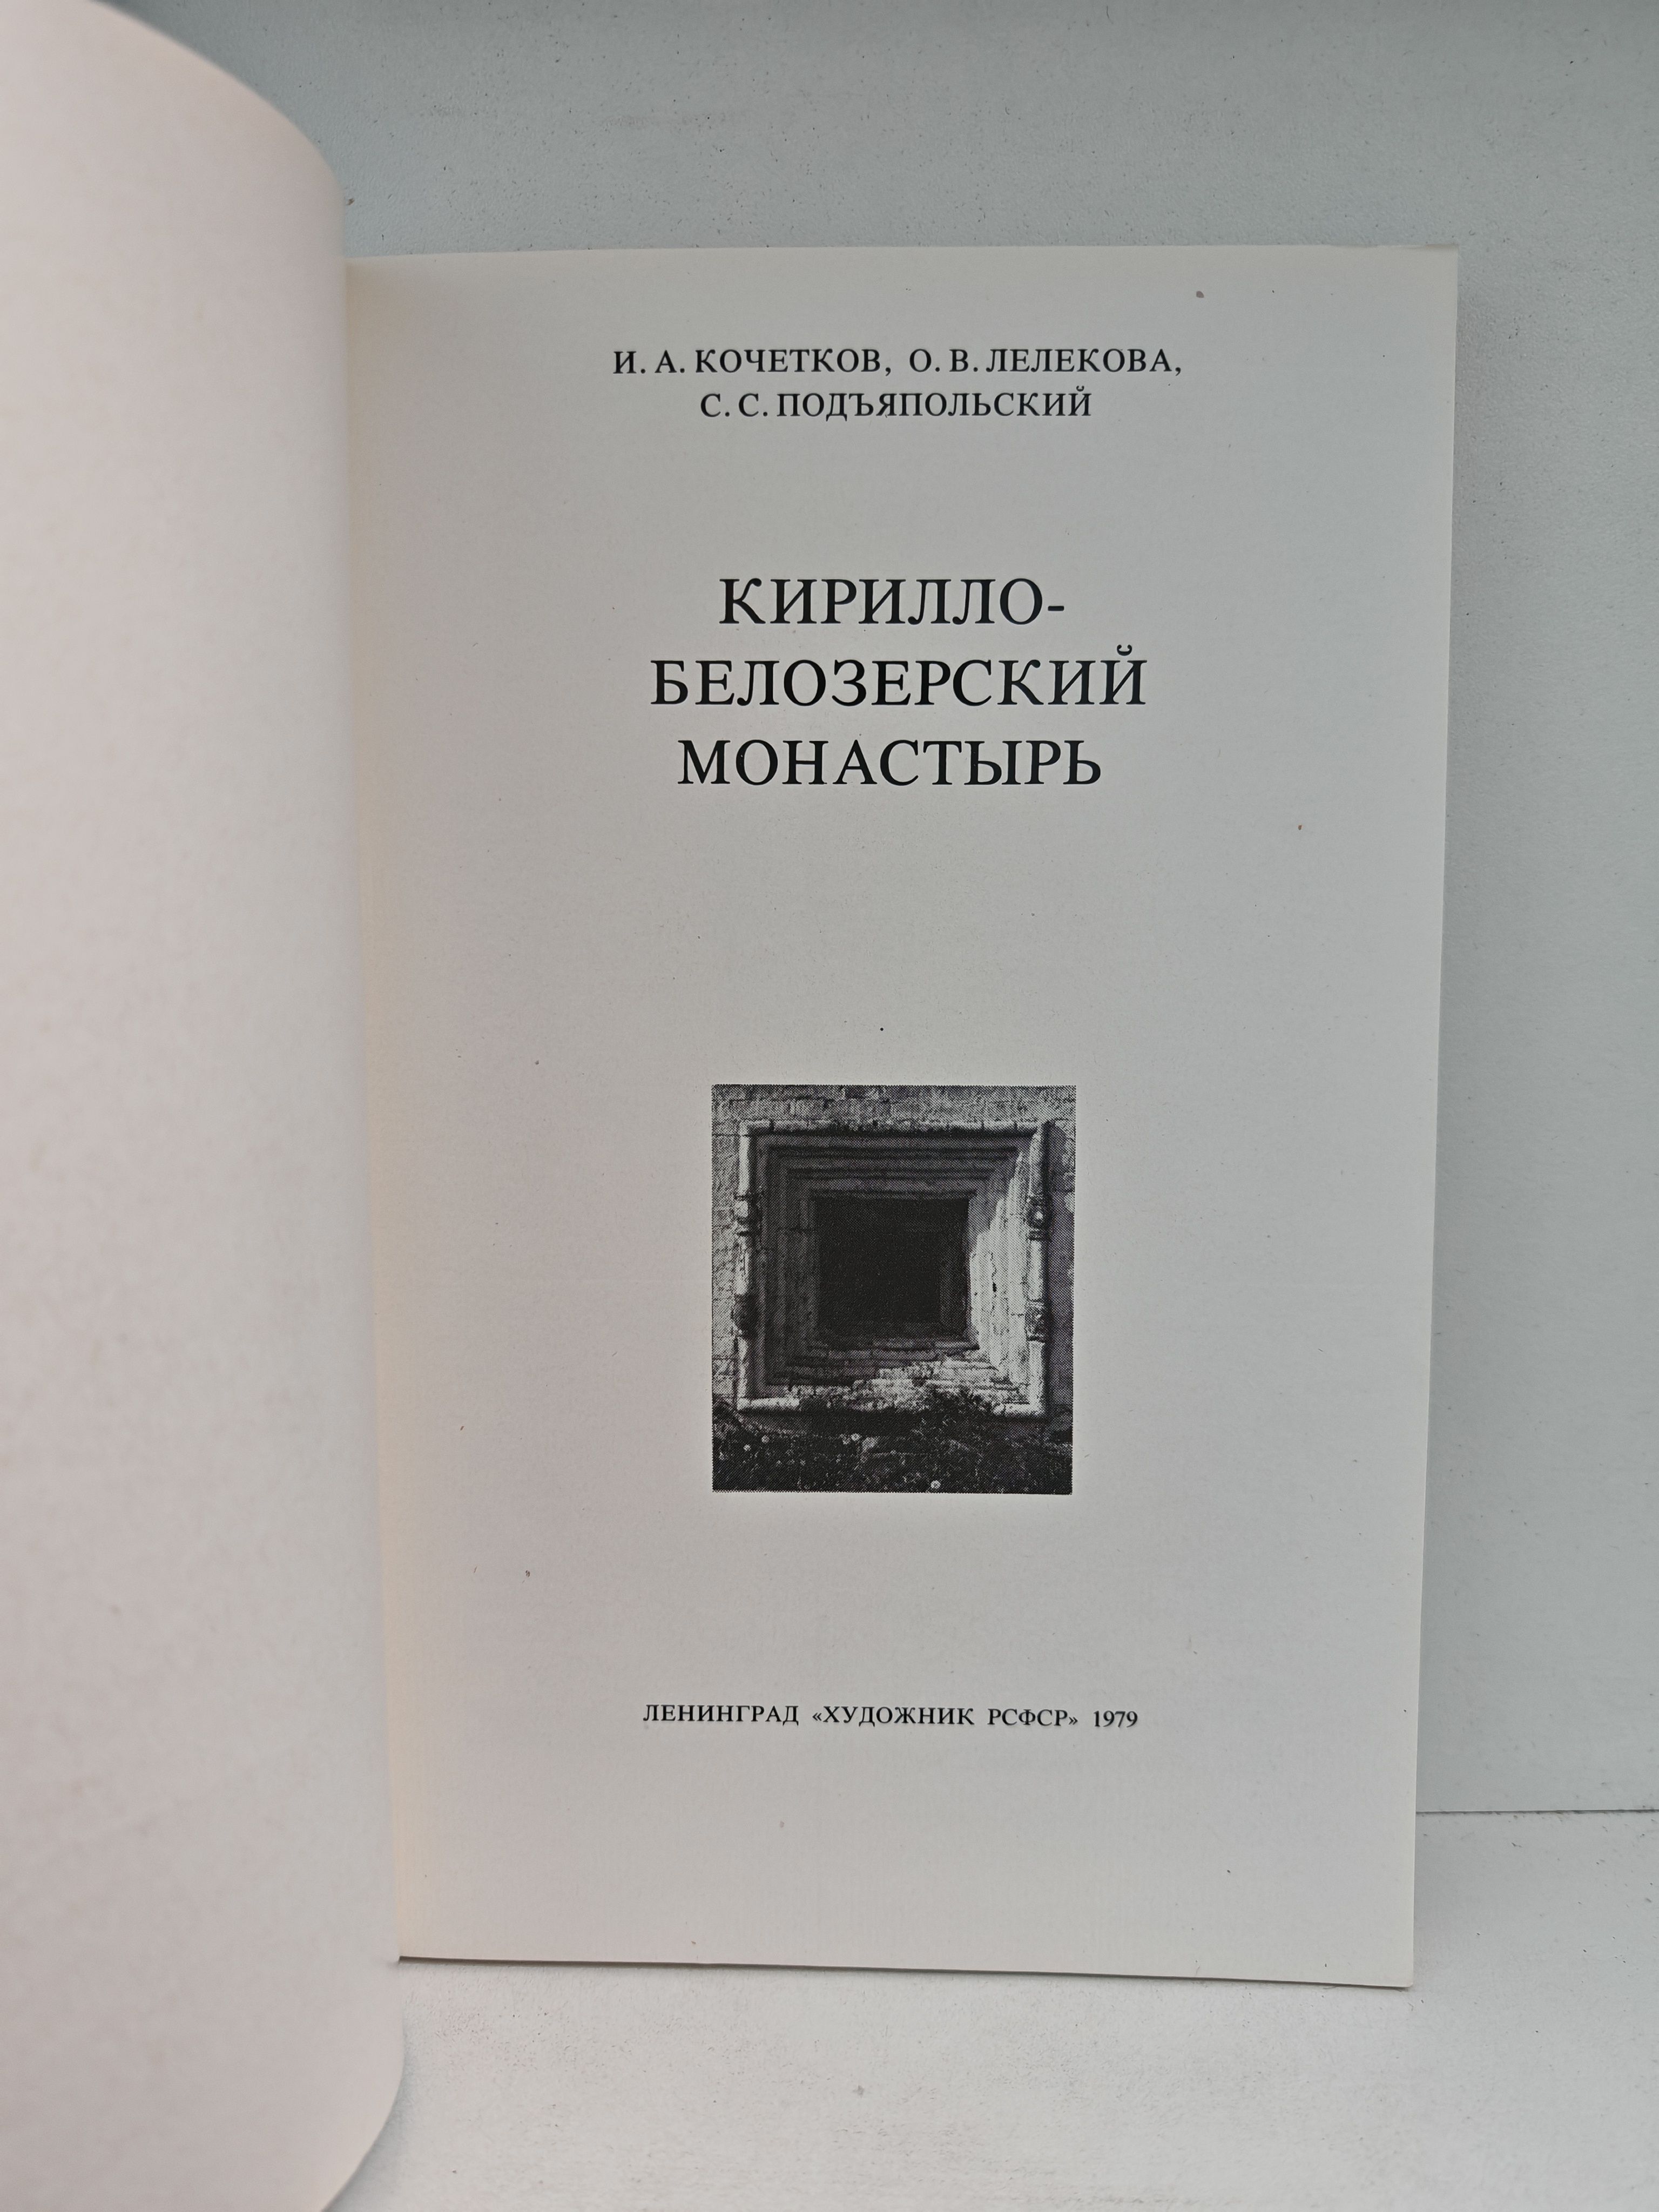 И. А. КОЧЕТКОВ, О. В. ЛЕЛЕКОВА,
С. С. ПОДЪЯПОЛЬСКИЙ
КИРИЛЛО-
БЕЛОЗЕРСКИЙ
МОНАСТЫРЬ
ЛЕНИНГРАД «ХУДОЖНИК РСФСР» 1979